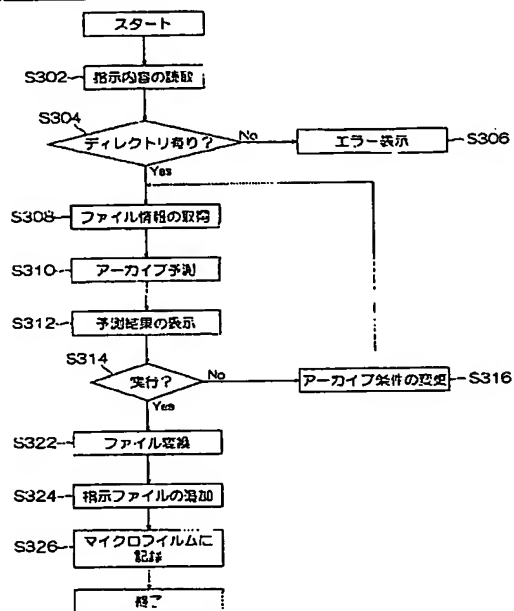 スタート
S302 指示内容の読取
S304
ディレクトリ有り？ No エラー表示 S306
Yes
S308 ファイル情報の取得
S310 アーカイブ予測
S312 予測結果の表示
S314
実行？ No アーカイブ条件の変更 S316
Yes
S322 ファイル変換
S324 指示ファイルの追加
S326 マイクロフィルムに
記録
終了